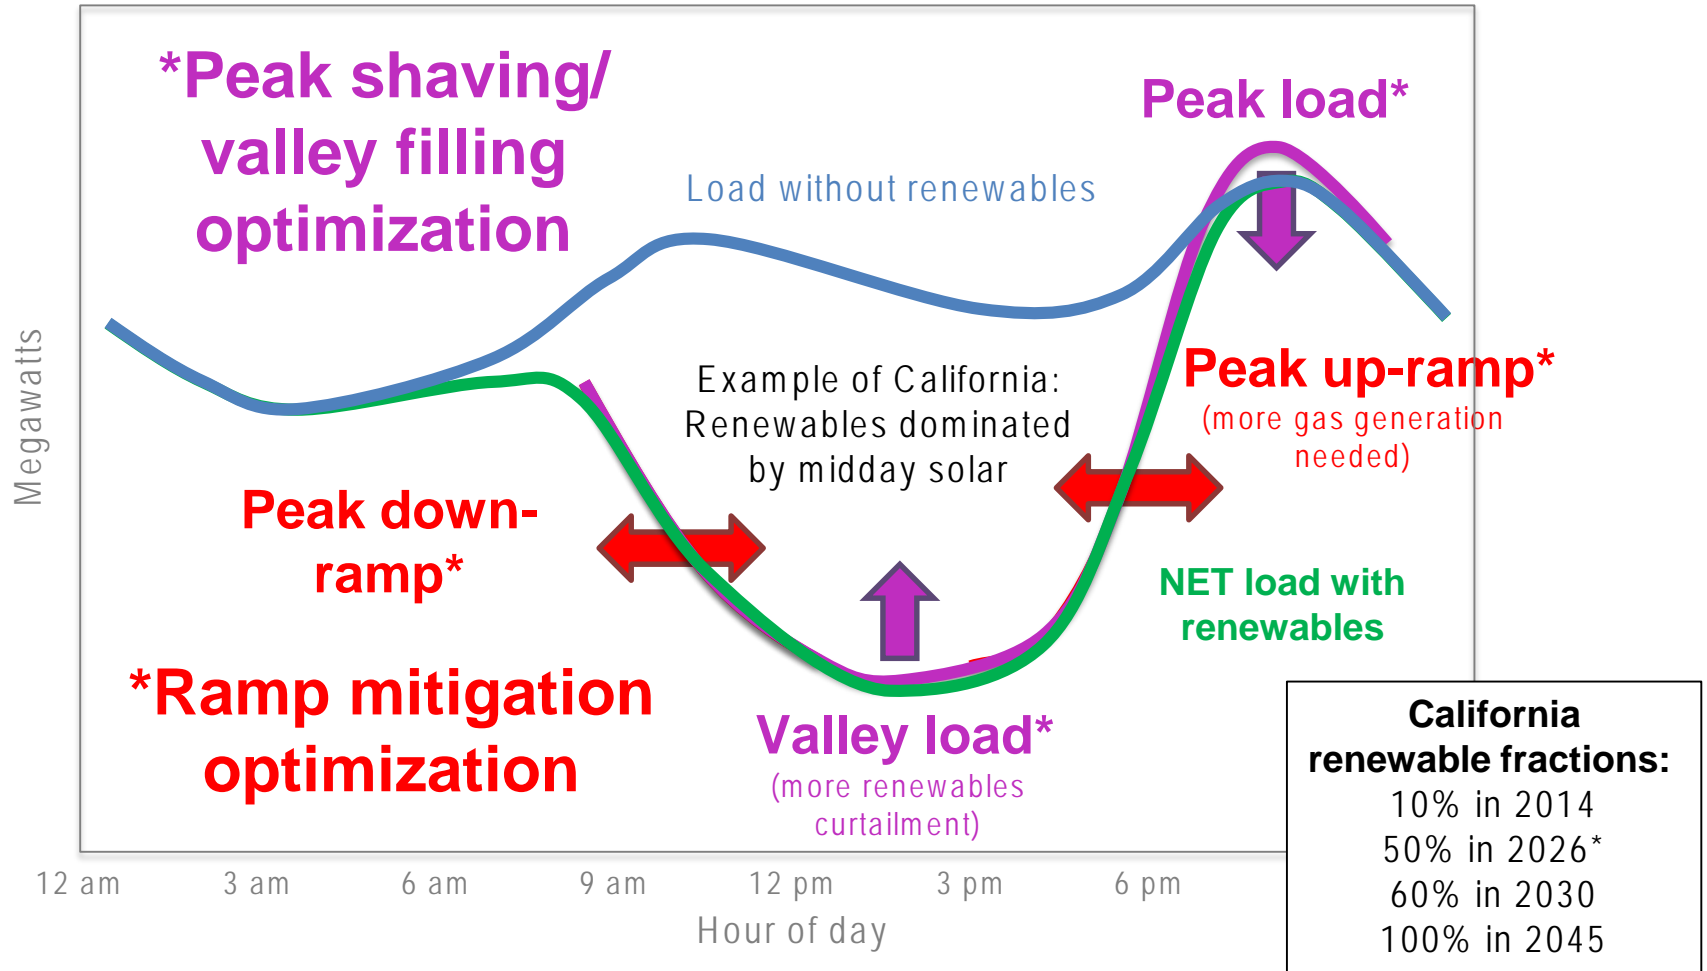 *Peak shaving/
valley filling
optimization
Peak load*
Load without renewables
Example of California:
Renewables dominated
by midday solar
Peak up-ramp*
(more gas generation
needed)
Megawatts
Peak down-
ramp*
NET load with
renewables
*Ramp mitigation
optimization
Valley load*
(more renewables
curtailment)
California
renewable fractions:
10% in 2014
50% in 2026*
60% in 2030
100% in 2045
12 am
3 am
6 am
9 am
12 pm
3 pm
6 pm
Hour of day